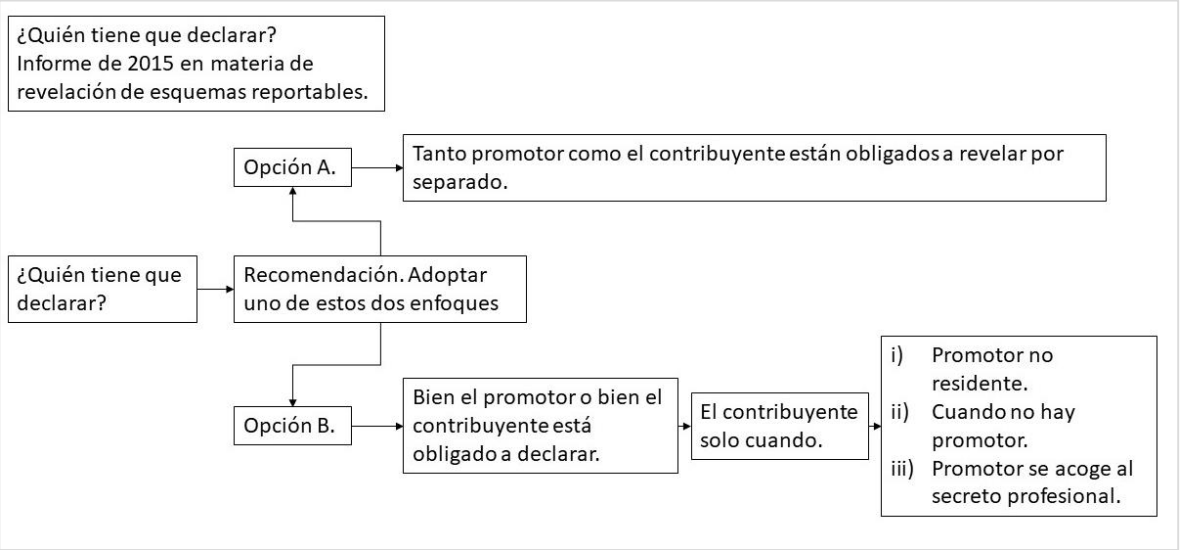 ¿Quién tiene que declarar?
Informe de 2015 en materia de
revelación de esquemas reportables.
Opción A.
Tanto promotor como el contribuyente están obligados a revelar por
separado.
¿Quién tiene que
declarar?
Recomendación. Adoptar
uno de estos dos enfoques
Opción B.
Bien el promotor o bien el
contribuyente está
obligado a declarar.
El contribuyente
solo cuando.
i) Promotor no
residente.
ii) Cuando no hay
promotor.
iii) Promotor se acoge al
secreto profesional.